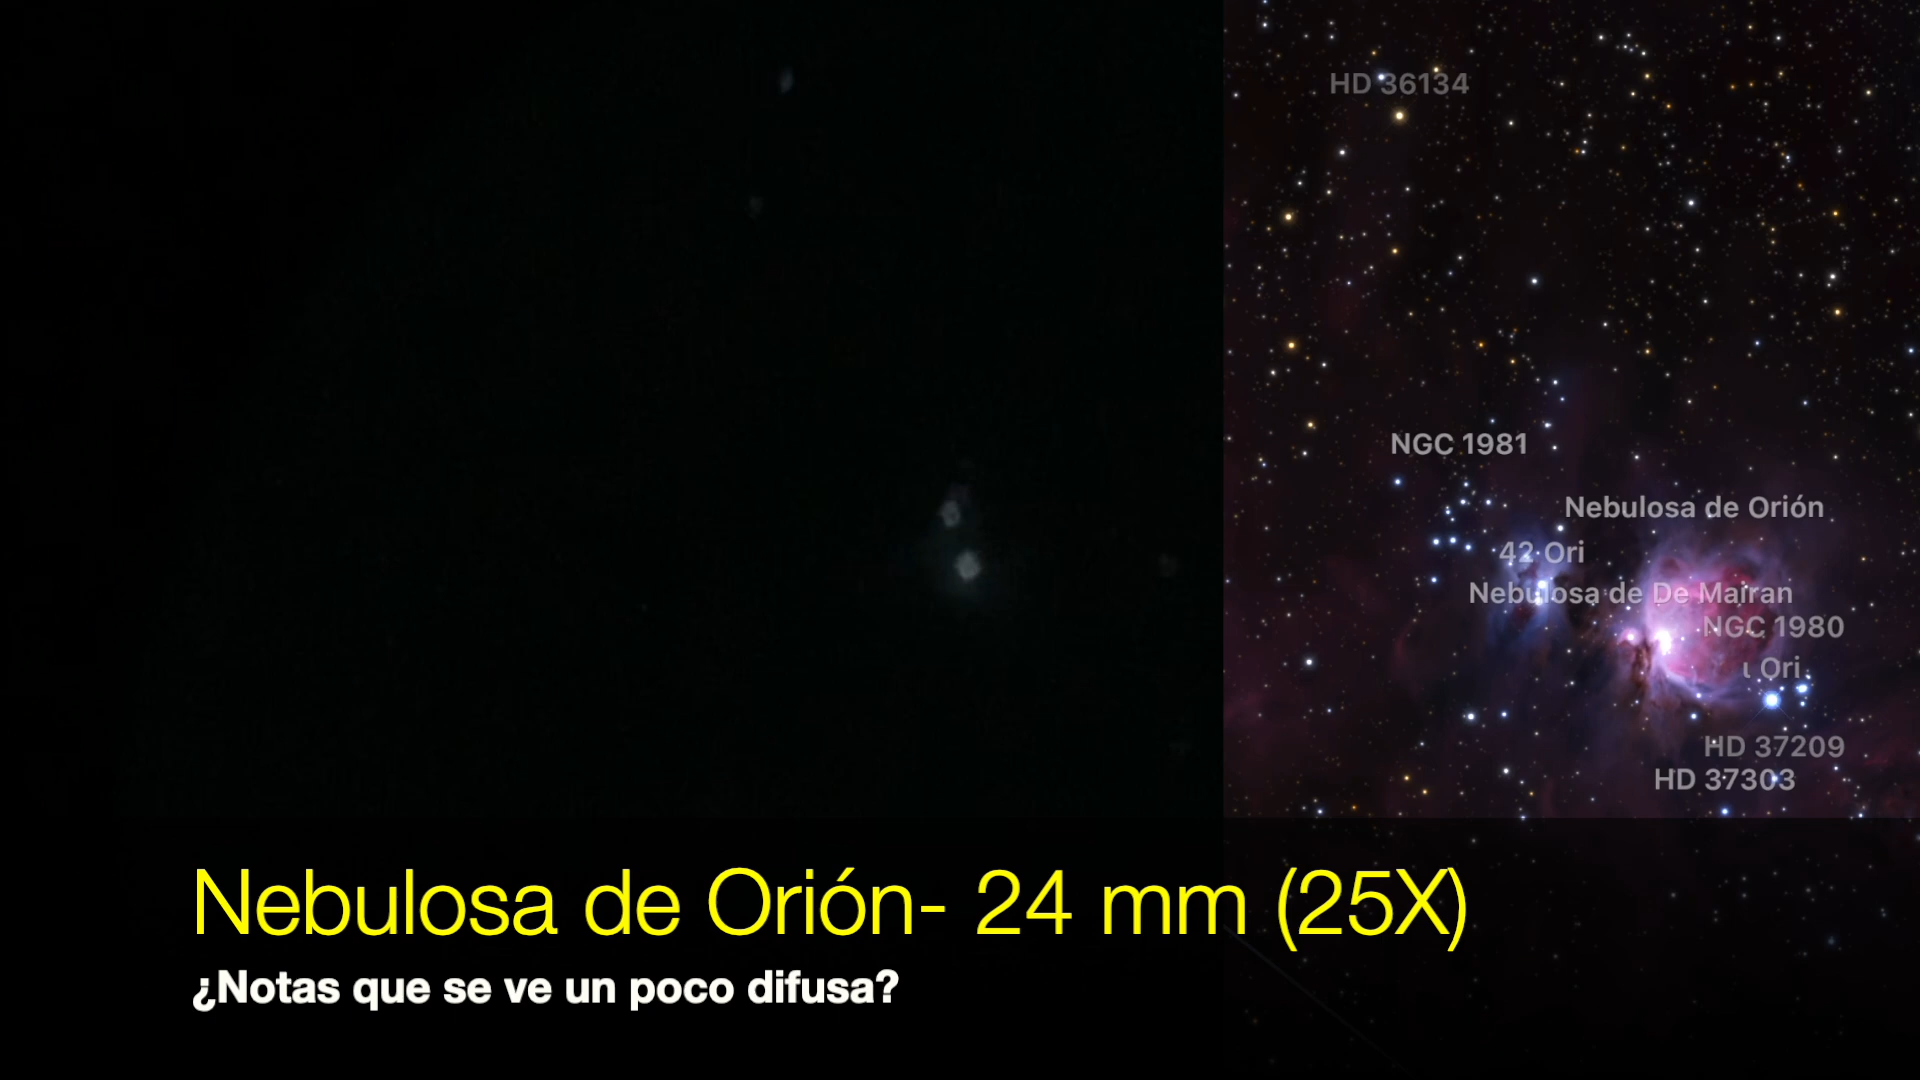 HD 36134
NGC 1981
Nebulosa de Orión
42 Ori
Nebulosa de De Mairan
NGC 1980
ι Ori
HD 37209
HD 37303
Nebulosa de Orión- 24 mm (25X)
¿Notas que se ve un poco difusa?